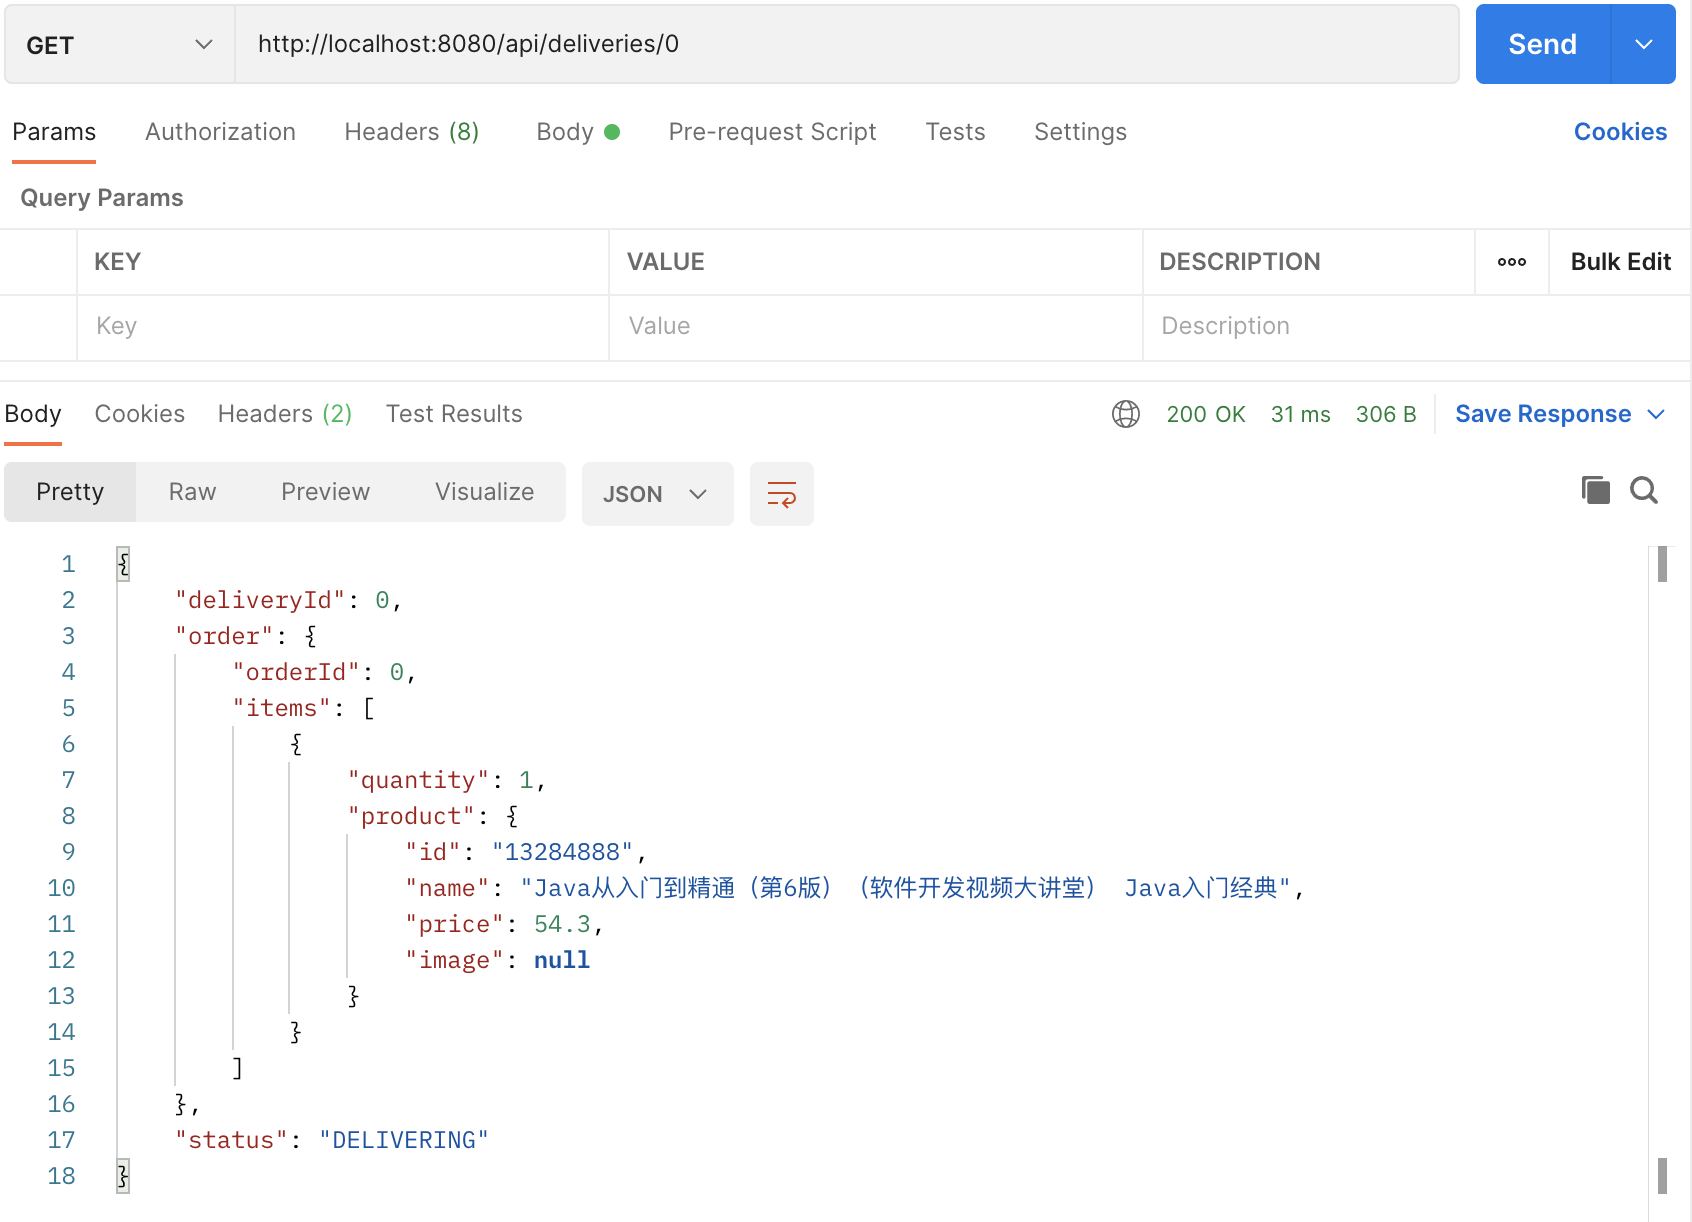 GET http://localhost:8080/api/deliveries/0 Send
Params Authorization Headers (8) Body Pre-request Script Tests Settings Cookies
Query Params
KEY VALUE DESCRIPTION ooo Bulk Edit
Key Value Description
Body Cookies Headers (2) Test Results 200 OK 31 ms 306 B Save Response
Pretty Raw Preview Visualize JSON
1 {
2 "deliveryId": 0,
3 "order": {
4 "orderId": 0,
5 "items": [
6 {
7 "quantity": 1,
8 "product": {
9 "id": "13284888",
10 "name": "Java从入门到精通（第6版）（软件开发视频大讲堂） Java入门经典",
11 "price": 54.3,
12 "image": null
13 }
14 }
15 ]
16 },
17 "status": "DELIVERING"
18 }